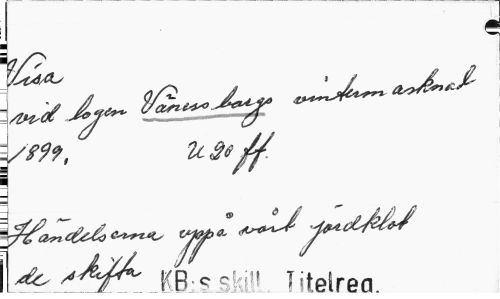 Visa
vid logen Vänersborgs vintermarknad
1899. U 20 ff.
Händelserna uppå vårt jordklot
de skifta KB:s skill. Titelreg.